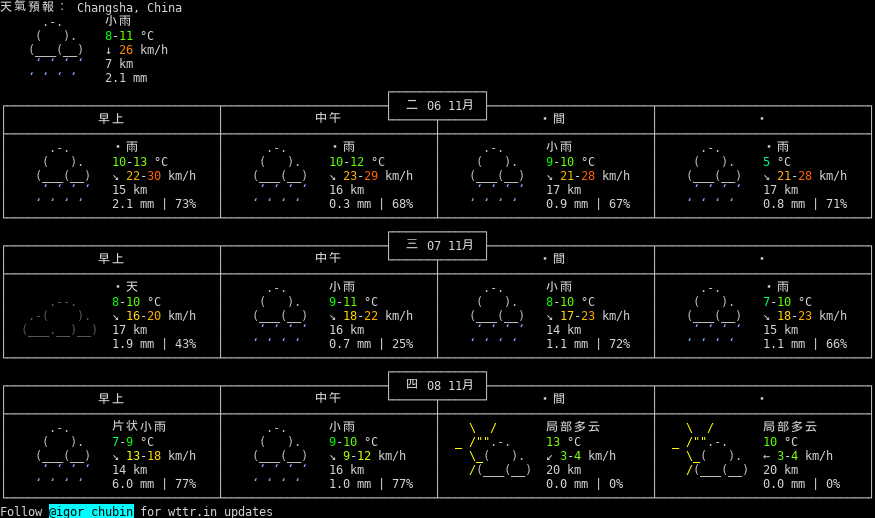 天氣預報： Changsha, China
小雨
8-11 °C
↓ 26 km/h
7 km
2.1 mm
二 06 11月
早上 中午 ・間 ・
・雨 ・雨 小雨 ・雨
10-13 °C 10-12 °C 9-10 °C 5 °C
↘ 22-30 km/h ↘ 23-29 km/h ↘ 21-28 km/h ↘ 21-28 km/h
15 km 16 km 17 km 17 km
2.1 mm | 73% 0.3 mm | 68% 0.9 mm | 67% 0.8 mm | 71%
三 07 11月
早上 中午 ・間 ・
・天 小雨 小雨 ・雨
8-10 °C 9-11 °C 8-10 °C 7-10 °C
↘ 16-20 km/h ↘ 18-22 km/h ↘ 17-23 km/h ↘ 18-23 km/h
17 km 16 km 14 km 15 km
1.9 mm | 43% 0.7 mm | 25% 1.1 mm | 72% 1.1 mm | 66%
四 08 11月
早上 中午 ・間 ・
片状小雨 小雨 局部多云 局部多云
7-9 °C 9-10 °C 13 °C 10 °C
↘ 13-18 km/h ↘ 9-12 km/h ↙ 3-4 km/h ← 3-4 km/h
14 km 16 km 20 km 20 km
6.0 mm | 77% 1.0 mm | 77% 0.0 mm | 0% 0.0 mm | 0%
Follow @igor_chubin for wttr.in updates